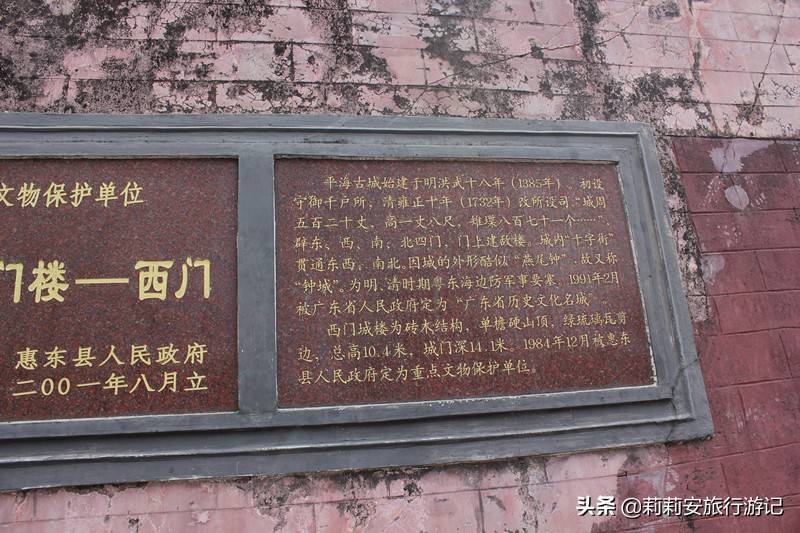 文物保护单位
门楼—西门
惠东县人民政府
二00一年八月立
平海古城始建于明洪武十八年（1385年）。初设
守御千户所，清雍正十年（1732年）改所设司。“城周
五百二十丈，高一丈八尺，雉堞八百七十一个……”，
辟东、西、南、北四门，门上建敌楼。城内“十字街”
贯通东西、南北。因城的外形酷似“燕尾钟”，故又称
“钟城”。为明、清时期粤东海边防军事要塞。1991年2月
被广东省人民政府定为“广东省历史文化名城”。
西门城楼为砖木结构，单檐硬山顶，绿琉璃瓦剪
边，总高10.4米，城门深14.1米。1984年12月被惠东
县人民政府定为重点文物保护单位。
头条 @莉莉安旅行游记